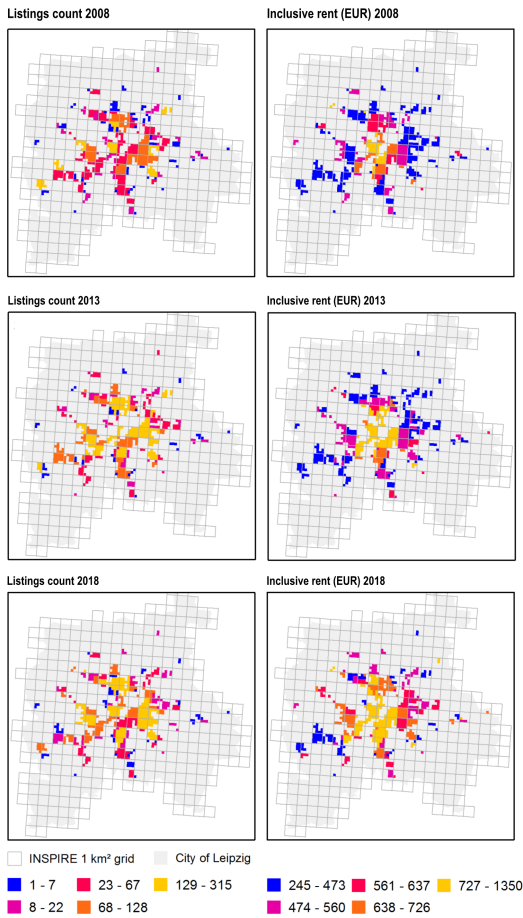 Listings count 2008
Inclusive rent (EUR) 2008
Listings count 2013
Inclusive rent (EUR) 2013
Listings count 2018
Inclusive rent (EUR) 2018
INSPIRE 1 km² grid
City of Leipzig
1 - 7
23 - 67
129 - 315
8 - 22
68 - 128
245 - 473
561 - 637
727 - 1350
474 - 560
638 - 726